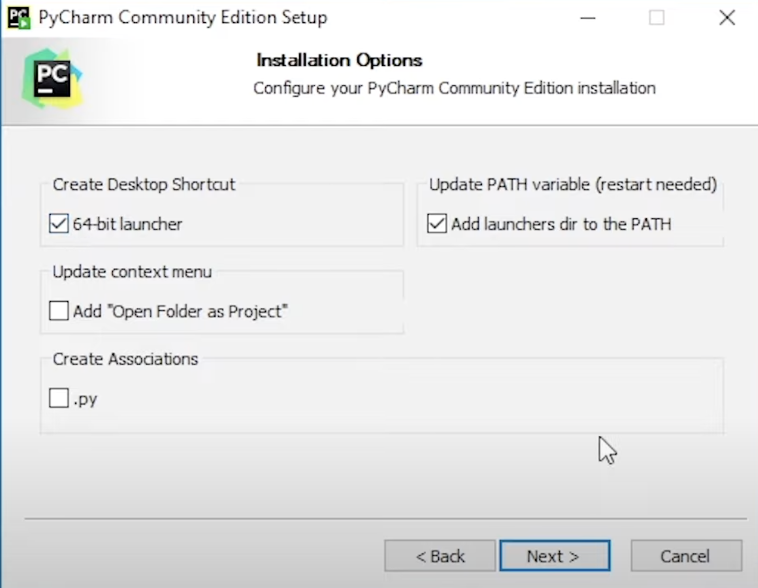 PyCharm Community Edition Setup
PC
Installation Options
Configure your PyCharm Community Edition installation
Create Desktop Shortcut
64-bit launcher
Update PATH variable (restart needed)
Add launchers dir to the PATH
Update context menu
Add "Open Folder as Project"
Create Associations
.py
< Back
Next >
Cancel